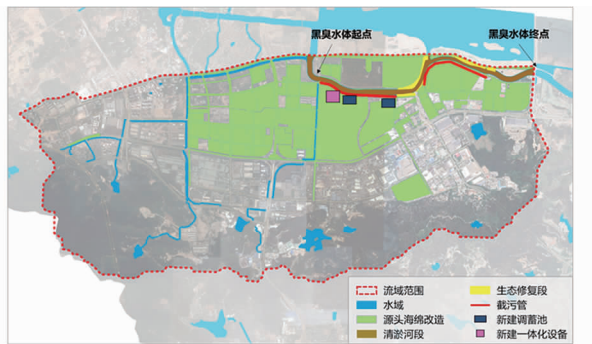 黑臭水体起点
黑臭水体终点
流域范围
生态修复段
水域
截污管
源头海绵改造
新建调蓄池
清淤河段
新建一体化设备